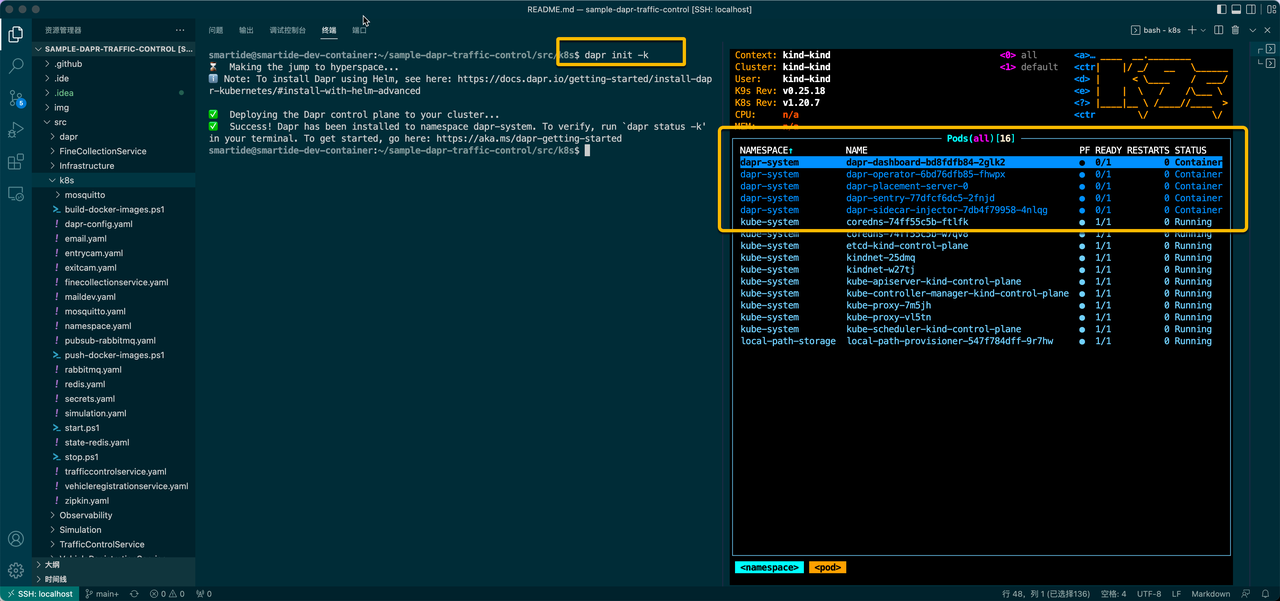 README.md — sample-dapr-traffic-control [SSH: localhost]
资源管理器
问题 输出 调试控制台 终端 端口
bash - k8s
SAMPLE-DAPR-TRAFFIC-CONTROL [S...
.github
.ide
.idea
img
src
dapr
FineCollectionService
Infrastructure
k8s
mosquitto
build-docker-images.ps1
dapr-config.yaml
email.yaml
entrycam.yaml
exitcam.yaml
finecollectionservice.yaml
maildev.yaml
mosquitto.yaml
namespace.yaml
pubsub-rabbitmq.yaml
push-docker-images.ps1
rabbitmq.yaml
redis.yaml
secrets.yaml
simulation.yaml
start.ps1
state-redis.yaml
stop.ps1
trafficcontrolservice.yaml
vehicleregistrationservice.yaml
zipkin.yaml
Observability
Simulation
TrafficControlService
大纲
时间线
smartide@smartide-dev-container:~/sample-dapr-traffic-control/src/k8s$ dapr init -k
Making the jump to hyperspace...
Note: To install Dapr using Helm, see here: https://docs.dapr.io/getting-started/install-dap
r-kubernetes/#install-with-helm-advanced
Deploying the Dapr control plane to your cluster...
Success! Dapr has been installed to namespace dapr-system. To verify, run `dapr status -k'
in your terminal. To get started, go here: https://aka.ms/dapr-getting-started
smartide@smartide-dev-container:~/sample-dapr-traffic-control/src/k8s$
Context: kind-kind <0> all <a>…
Cluster: kind-kind <1> default <ctr
User: kind-kind <d>
K9s Rev: v0.25.18 <e>
K8s Rev: v1.20.7 <?>
CPU: n/a <ctr
MEM: n/a
Pods(all)[16]
NAMESPACE↑ NAME PF READY RESTARTS STATUS
dapr-system dapr-dashboard-bd8fdfb84-2glk2 ● 0/1 0 Container
dapr-system dapr-operator-6bd76dfb85-fhwpx ● 0/1 0 Container
dapr-system dapr-placement-server-0 ● 0/1 0 Container
dapr-system dapr-sentry-77dfcf6dc5-2fnjd ● 0/1 0 Container
dapr-system dapr-sidecar-injector-7db4f79958-4nlqg ● 0/1 0 Container
kube-system coredns-74ff55c5b-ftlfk ● 1/1 0 Running
kube-system coredns-74ff55c5b-w7qv8 ● 1/1 0 Running
kube-system etcd-kind-control-plane ● 1/1 0 Running
kube-system kindnet-25dmq ● 1/1 0 Running
kube-system kindnet-w27tj ● 1/1 0 Running
kube-system kube-apiserver-kind-control-plane ● 1/1 0 Running
kube-system kube-controller-manager-kind-control-plane ● 1/1 0 Running
kube-system kube-proxy-7m5jh ● 1/1 0 Running
kube-system kube-proxy-vl5tn ● 1/1 0 Running
kube-system kube-scheduler-kind-control-plane ● 1/1 0 Running
local-path-storage local-path-provisioner-547f784dff-9r7hw ● 1/1 0 Running
<namespace> <pod>
SSH: localhost main+ 0 0 0
行 48，列 1 (已选择136) 空格: 4 UTF-8 LF Markdown